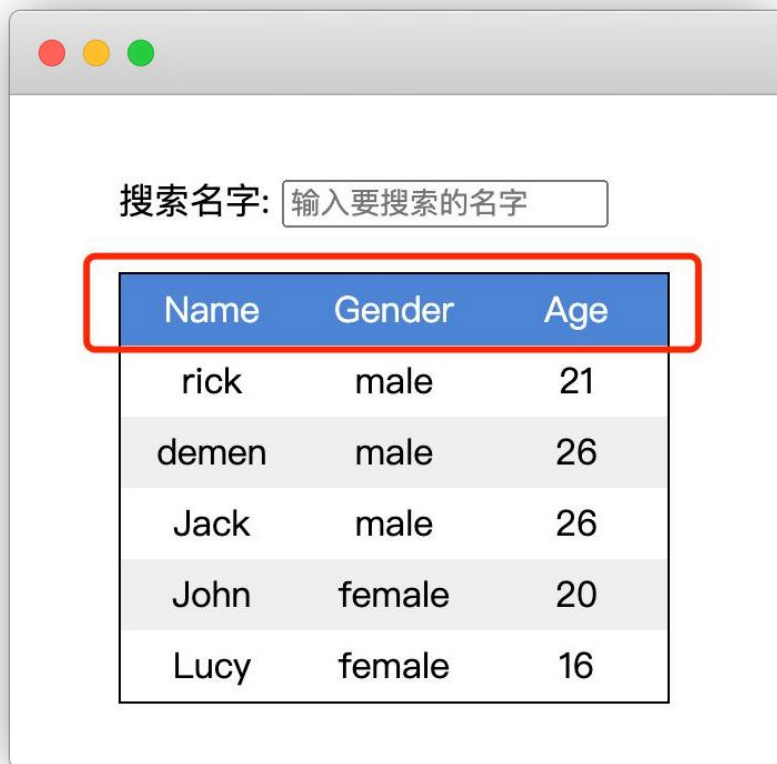 搜索名字: 输入要搜索的名字
Name Gender Age
rick male 21
demen male 26
Jack male 26
John female 20
Lucy female 16